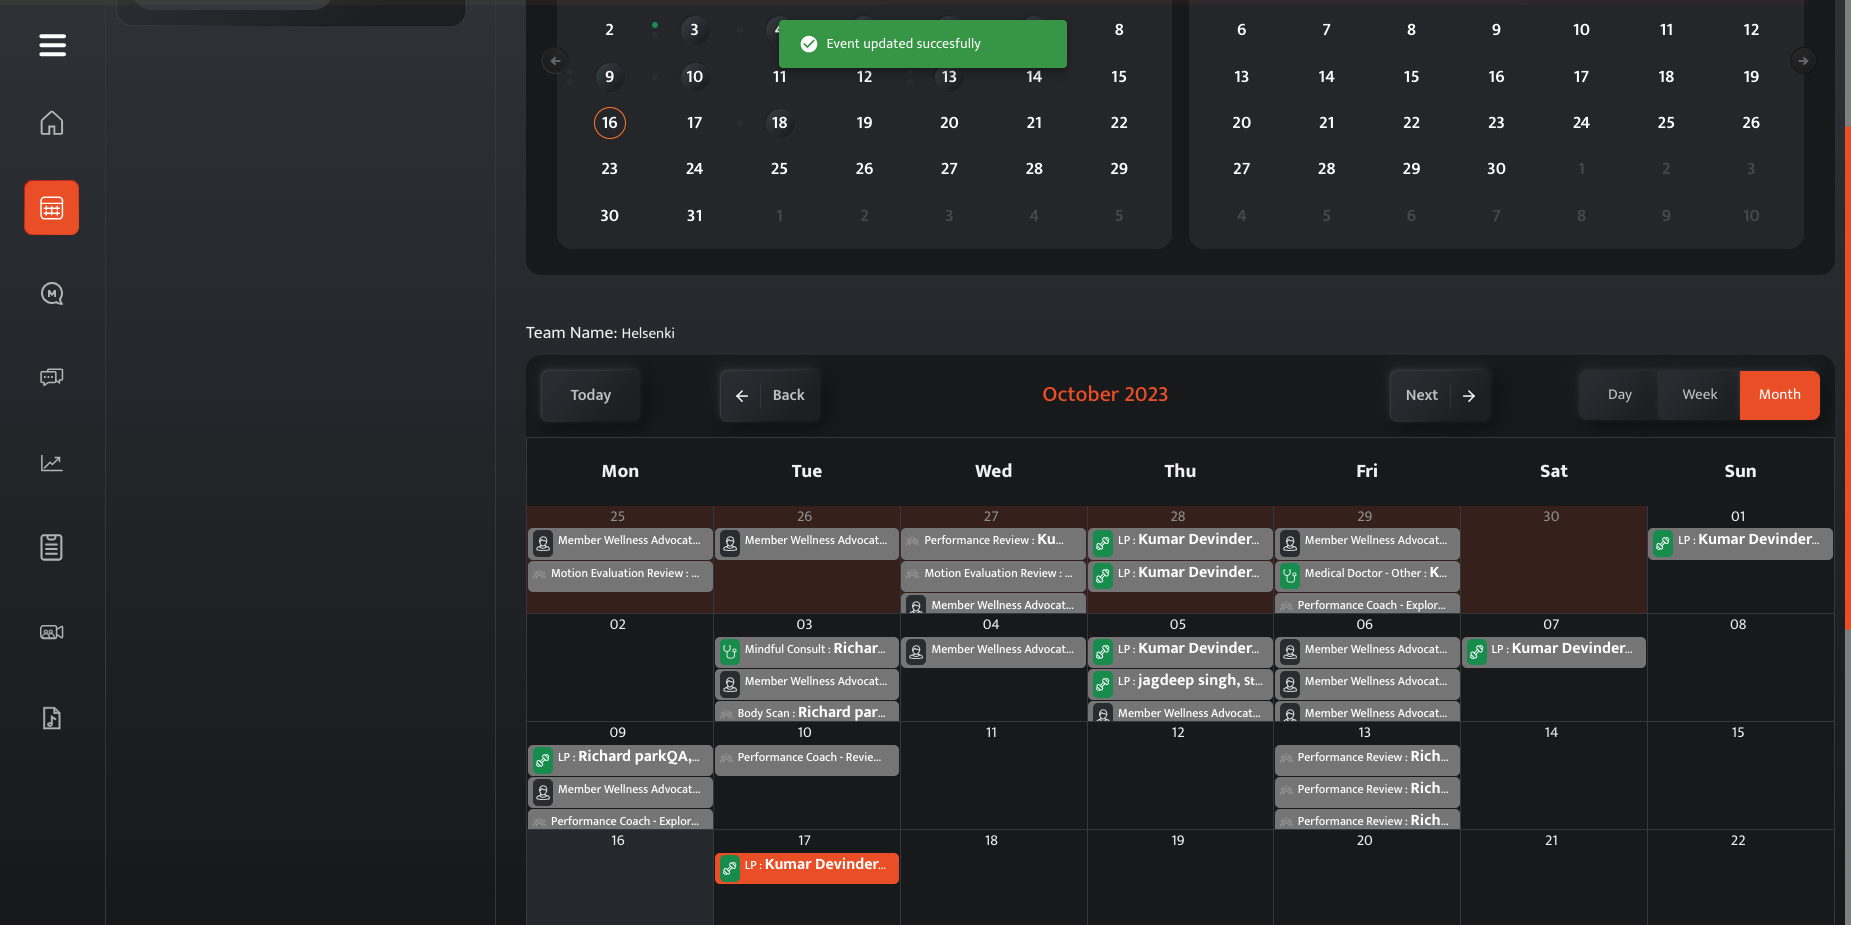 2 3 8 6 7 8 9 10 11 12
Event updated succesfully
9 10 11 12 13 14 15 13 14 15 16 17 18 19
16 17 18 19 20 21 22 20 21 22 23 24 25 26
23 24 25 26 27 28 29 27 28 29 30 1 2 3
30 31 1 2 3 4 5 4 5 6 7 8 9 10
Team Name: Helsenki
Today Back October 2023 Next Day Week Month
Mon Tue Wed Thu Fri Sat Sun
25 26 27 28 29 30 01
Member Wellness Advocat... Member Wellness Advocat... Performance Review : Ku... LP : Kumar Devinder... Member Wellness Advocat... LP : Kumar Devinder...
Motion Evaluation Review : ... Motion Evaluation Review : ... LP : Kumar Devinder... Medical Doctor - Other : K...
Member Wellness Advocat... Performance Coach - Explor...
02 03 04 05 06 07 08
Mindful Consult : Richar... Member Wellness Advocat... LP : Kumar Devinder... Member Wellness Advocat... LP : Kumar Devinder...
Member Wellness Advocat... LP : jagdeep singh, St... Member Wellness Advocat...
Body Scan : Richard par... Member Wellness Advocat... Member Wellness Advocat...
09 10 11 12 13 14 15
LP : Richard parkQA,... Performance Coach - Revie... Performance Review : Rich...
Member Wellness Advocat... Performance Review : Rich...
Performance Coach - Explor... Performance Review : Rich...
16 17 18 19 20 21 22
LP : Kumar Devinder...